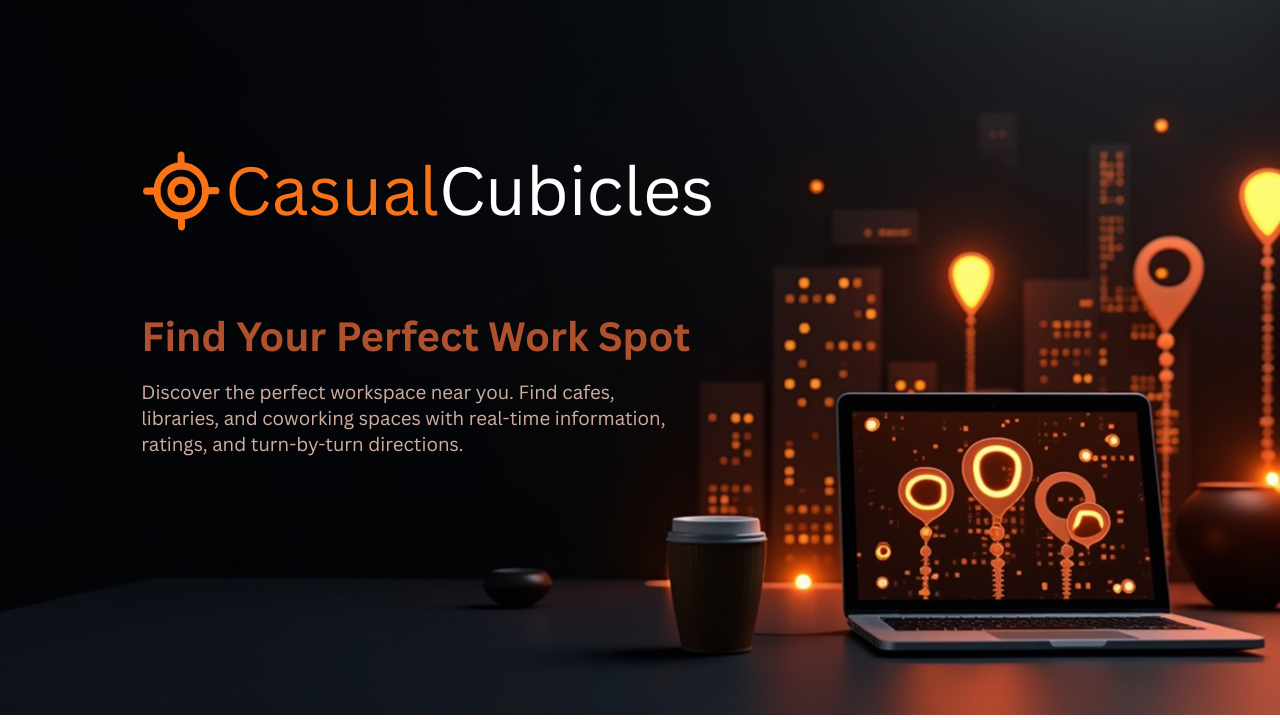 CasualCubicles
Find Your Perfect Work Spot
Discover the perfect workspace near you. Find cafes,
libraries, and coworking spaces with real-time information,
ratings, and turn-by-turn directions.